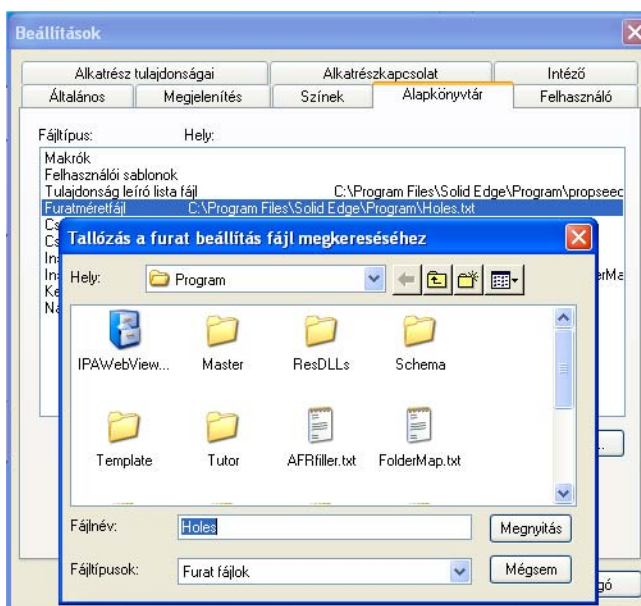 Beállítások
Alkatrész tulajdonságai Alkatrészkapcsolat Intéző
Általános Megjelenítés Színek Alapkönyvtár Felhasználó
Fájltípus: Hely:
Makrók
Felhasználói sablonok
Tulajdonság leíró lista fájl C:\Program Files\Solid Edge\Program\propseed
Furatméretfájl C:\Program Files\Solid Edge\Program\Holes.txt
Tallózás a furat beállítás fájl megkereséséhez
Hely: Program
IPAWebView... Master ResDLLs Schema
Template Tutor AFRfiller.txt FolderMap.txt
Fájlnév: Holes Megnyitás
Fájltípusok: Furat fájlok Mégsem